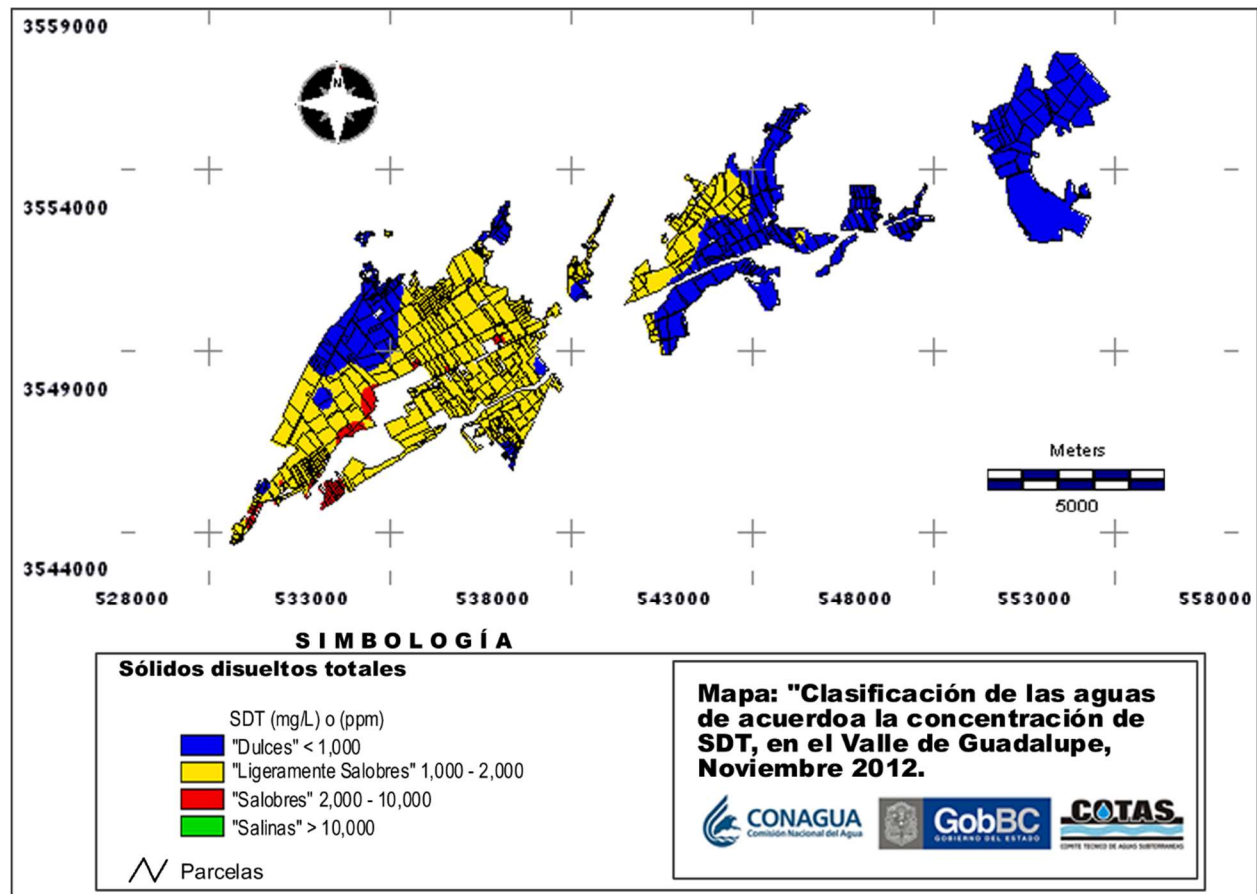 3559000
N
3554000
3549000
Meters
5000
3544000
528000 533000 538000 543000 548000 553000 558000
SIMBOLOGÍA
Sólidos disueltos totales
SDT (mg/L) o (ppm)
"Dulces" < 1,000
"Ligeramente Salobres" 1,000 - 2,000
"Salobres" 2,000 - 10,000
"Salinas" > 10,000
Parcelas
Mapa: "Clasificación de las aguas
de acuerdoa la concentración de
SDT, en el Valle de Guadalupe,
Noviembre 2012.
CONAGUA
Comisión Nacional del Agua
GobBC
GOBIERNO DEL ESTADO
COTAS
COMITE TECNICO DE AGUAS SUBTERRANEAS